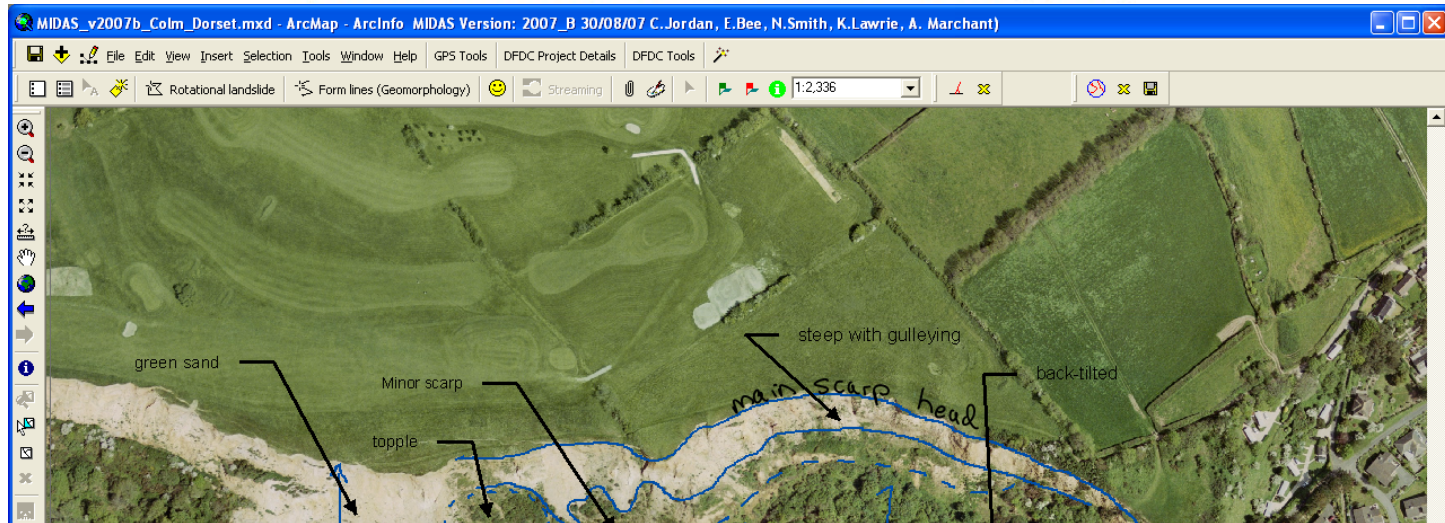 MIDAS_v2007b_Colm_Dorset.mxd - ArcMap - ArcInfo MIDAS Version: 2007_B 30/08/07 C.Jordan, E.Bee, N.Smith, K.Lawrie, A. Marchant)
File Edit View Insert Selection Tools Window Help GPS Tools DFDC Project Details DFDC Tools
Rotational landslide Form lines (Geomorphology) Streaming 1:2,336
steep with gulleying
green sand
back-tilted
Minor scarp
main scarp head
topple